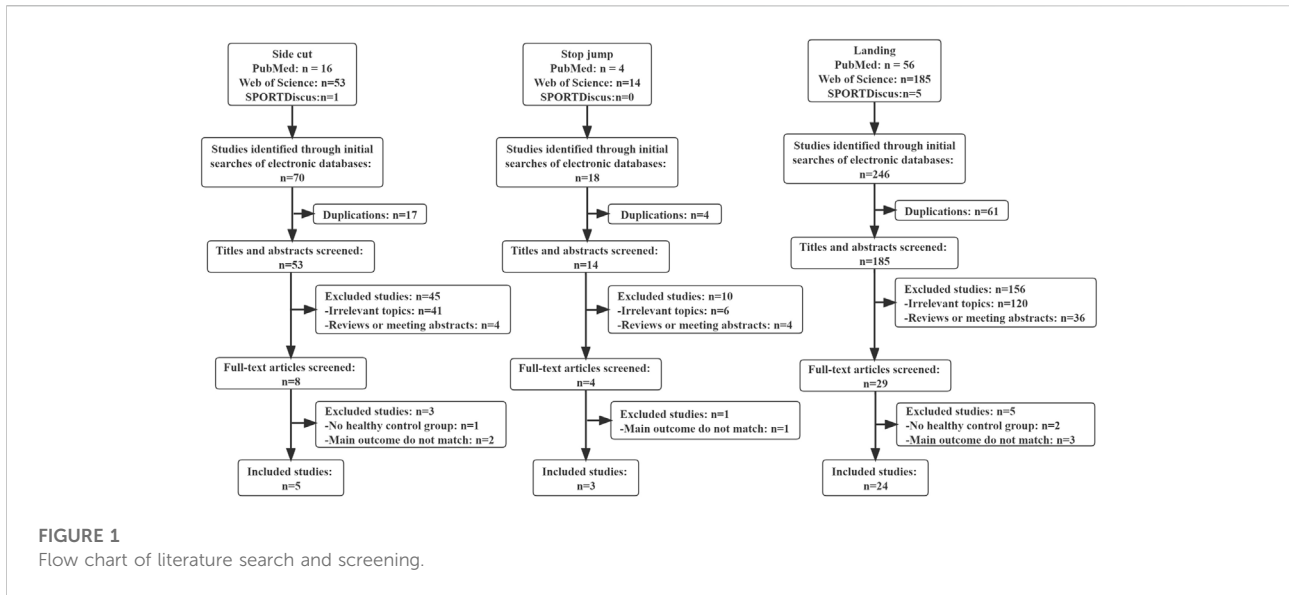 Side cut
PubMed: n = 16
Web of Science: n=53
SPORTDiscus:n=1
Studies identified through initial
searches of electronic databases:
n=70
Duplications: n=17
Titles and abstracts screened:
n=53
Excluded studies: n=45
-Irrelevant topics: n=41
-Reviews or meeting abstracts: n=4
Full-text articles screened:
n=8
Excluded studies: n=3
-No healthy control group: n=1
-Main outcome do not match: n=2
Included studies:
n=5
Stop jump
PubMed: n = 4
Web of Science: n=14
SPORTDiscus:n=0
Studies identified through initial
searches of electronic databases:
n=18
Duplications: n=4
Titles and abstracts screened:
n=14
Excluded studies: n=10
-Irrelevant topics: n=6
-Reviews or meeting abstracts: n=4
Full-text articles screened:
n=4
Excluded studies: n=1
-Main outcome do not match: n=1
Included studies:
n=3
Landing
PubMed: n = 56
Web of Science: n=185
SPORTDiscus:n=5
Studies identified through initial
searches of electronic databases:
n=246
Duplications: n=61
Titles and abstracts screened:
n=185
Excluded studies: n=156
-Irrelevant topics: n=120
-Reviews or meeting abstracts: n=36
Full-text articles screened:
n=29
Excluded studies: n=5
-No healthy control group: n=2
-Main outcome do not match: n=3
Included studies:
n=24
FIGURE 1
Flow chart of literature search and screening.